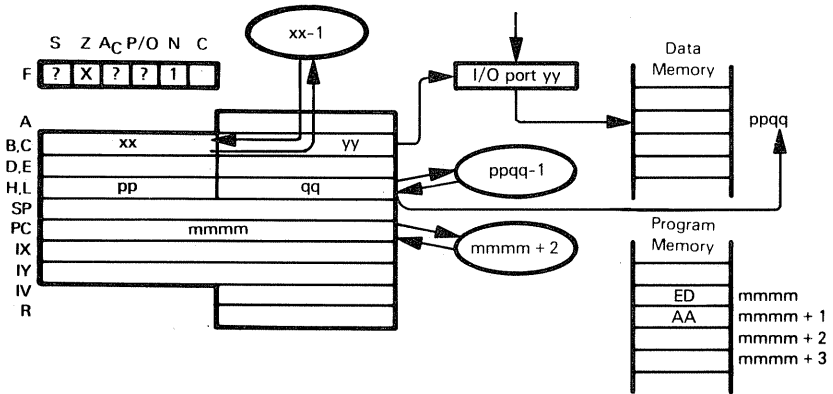 S Z AC P/O N C
F ? X ? ? 1
xx-1
I/O port yy
Data
Memory
ppqq
A
B,C xx yy
D,E
H,L pp qq
ppqq-1
SP
PC mmmm
mmmm + 2
IX
IY
IV
R
Program
Memory
ED mmmm
AA mmmm + 1
mmmm + 2
mmmm + 3